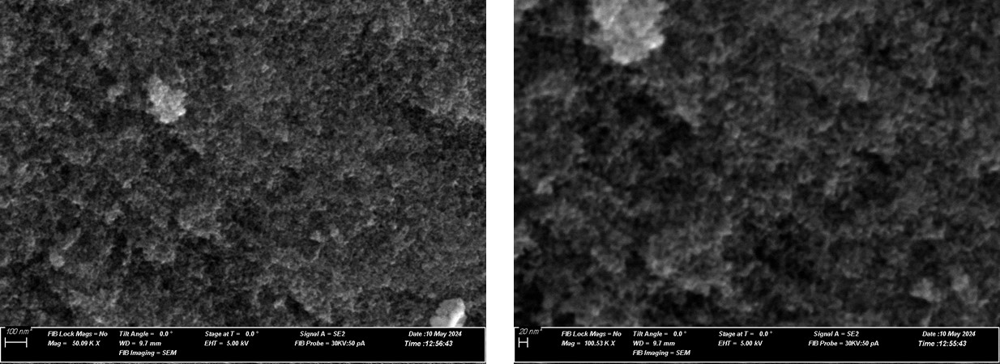 100 nm
FIB Lock Mags = No Tilt Angle = 0.0 ° Stage at T = 0.0 ° Signal A = SE2 Date :10 May 2024
Mag = 50.09 K X WD = 9.7 mm EHT = 5.00 kV FIB Probe = 30KV:50 pA Time :12:56:43
FIB Imaging = SEM
20 nm
FIB Lock Mags = No Tilt Angle = 0.0 ° Stage at T = 0.0 ° Signal A = SE2 Date :10 May 2024
Mag = 100.53 K X WD = 9.7 mm EHT = 5.00 kV FIB Probe = 30KV:50 pA Time :12:55:43
FIB Imaging = SEM